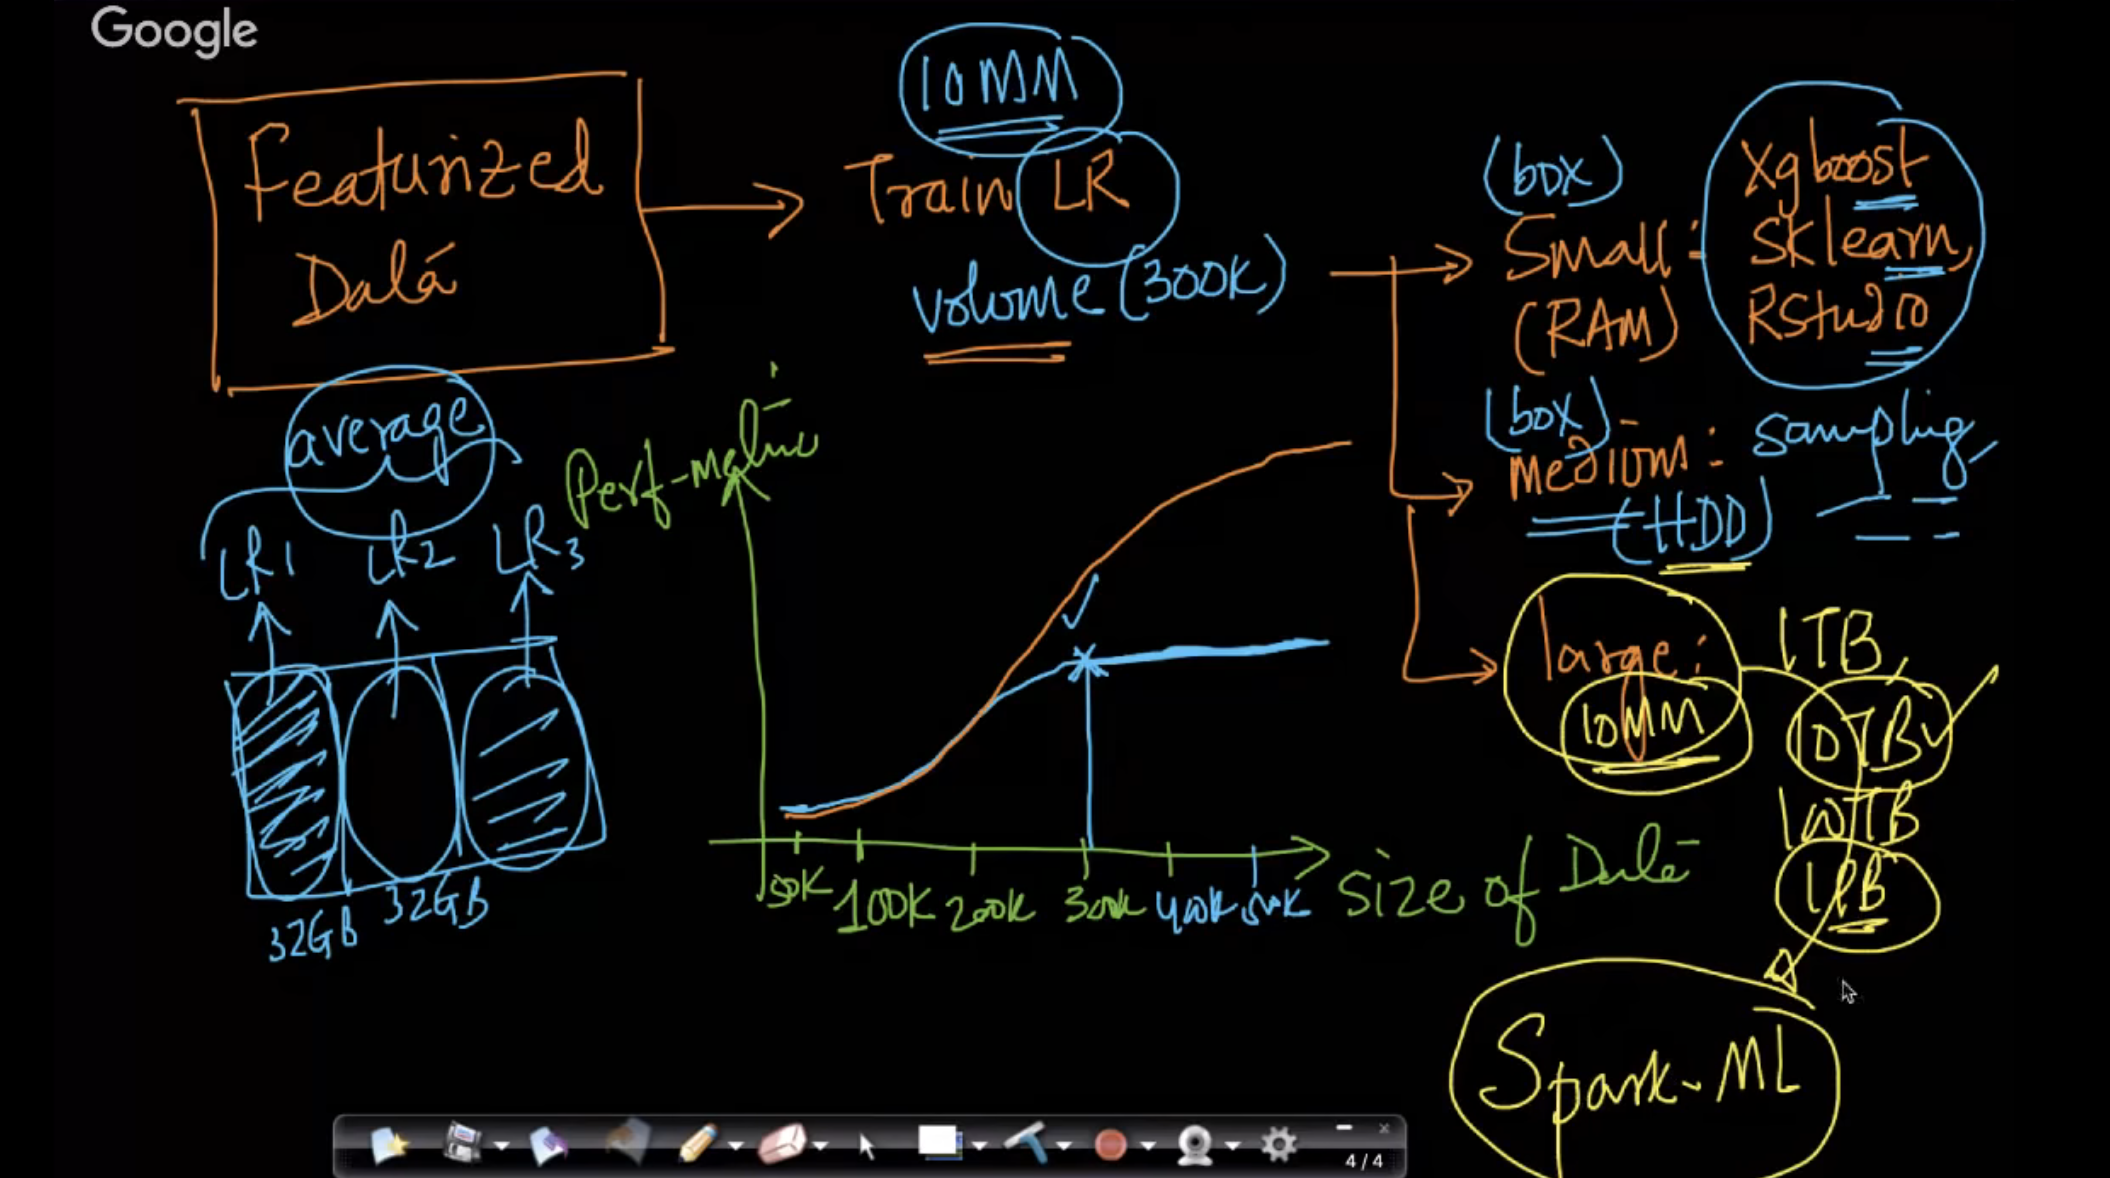 Google
Featurized
Data
10MM
Train LR
volume (300K)
(box)
Small:
(RAM)
Xgboost
SKlearn,
RStudio
(box)
Medium:
(HDD)
Sampling,
large:
10MM
1TB,
10TB
100TB
1PB
Spark-ML
average
LR1
LR2
LR3
32GB
32GB
Perf-metric
50K
100K
200K
300K
400K
500K
Size of Data
4/4